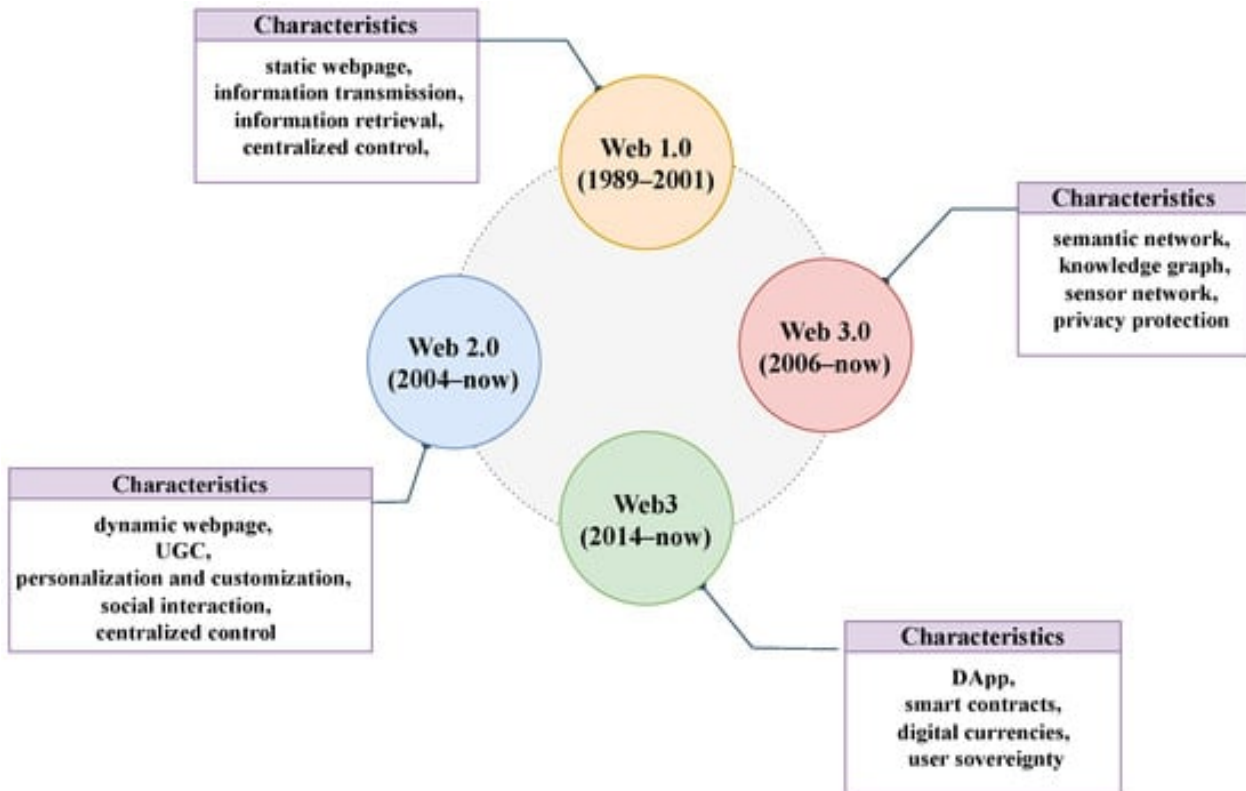 Characteristics
static webpage,
information transmission,
information retrieval,
centralized control,
Web 1.0
(1989–2001)
Characteristics
semantic network,
knowledge graph,
sensor network,
privacy protection
Web 3.0
(2006–now)
Web 2.0
(2004–now)
Characteristics
dynamic webpage,
UGC,
personalization and customization,
social interaction,
centralized control
Web3
(2014–now)
Characteristics
DApp,
smart contracts,
digital currencies,
user sovereignty